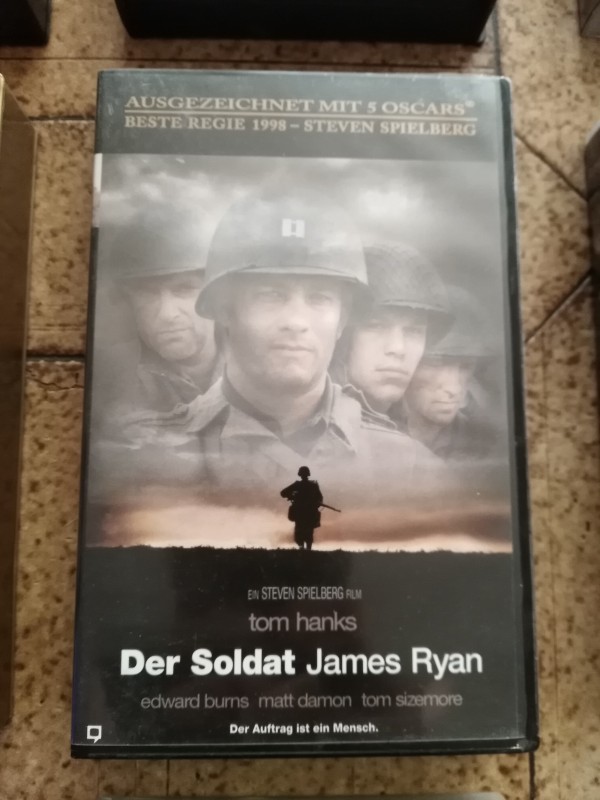 AUSGEZEICHNET MIT 5 OSCARS®
BESTE REGIE 1998 – STEVEN SPIELBERG
EIN STEVEN SPIELBERG FILM
tom hanks
Der Soldat James Ryan
edward burns matt damon tom sizemore
Der Auftrag ist ein Mensch.